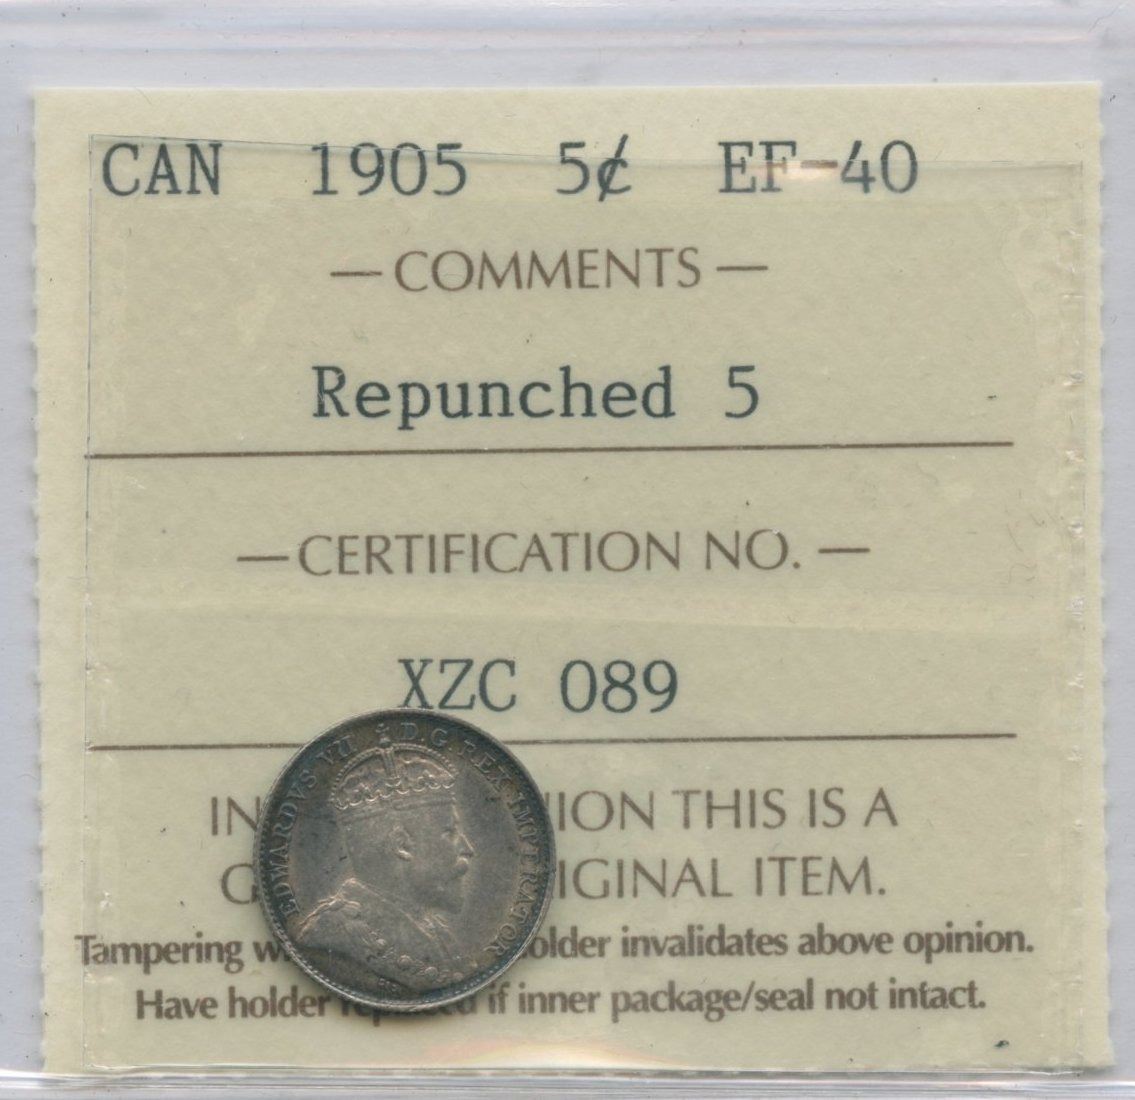 CAN 1905 5¢ EF-40
— COMMENTS —
Repunched 5
— CERTIFICATION NO. —
XZC 089
EDWARDVS VII D.G. REX IMPERATOR
IN ION THIS IS A
G IGINAL ITEM.
Tampering w older invalidates above opinion.
Have holder if inner package/seal not intact.